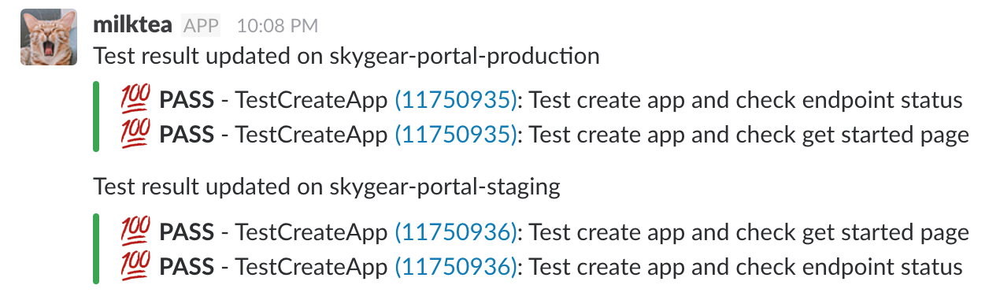 milktea APP 10:08 PM
Test result updated on skygear-portal-production
💯 PASS - TestCreateApp (11750935): Test create app and check endpoint status
💯 PASS - TestCreateApp (11750935): Test create app and check get started page
Test result updated on skygear-portal-staging
💯 PASS - TestCreateApp (11750936): Test create app and check get started page
💯 PASS - TestCreateApp (11750936): Test create app and check endpoint status